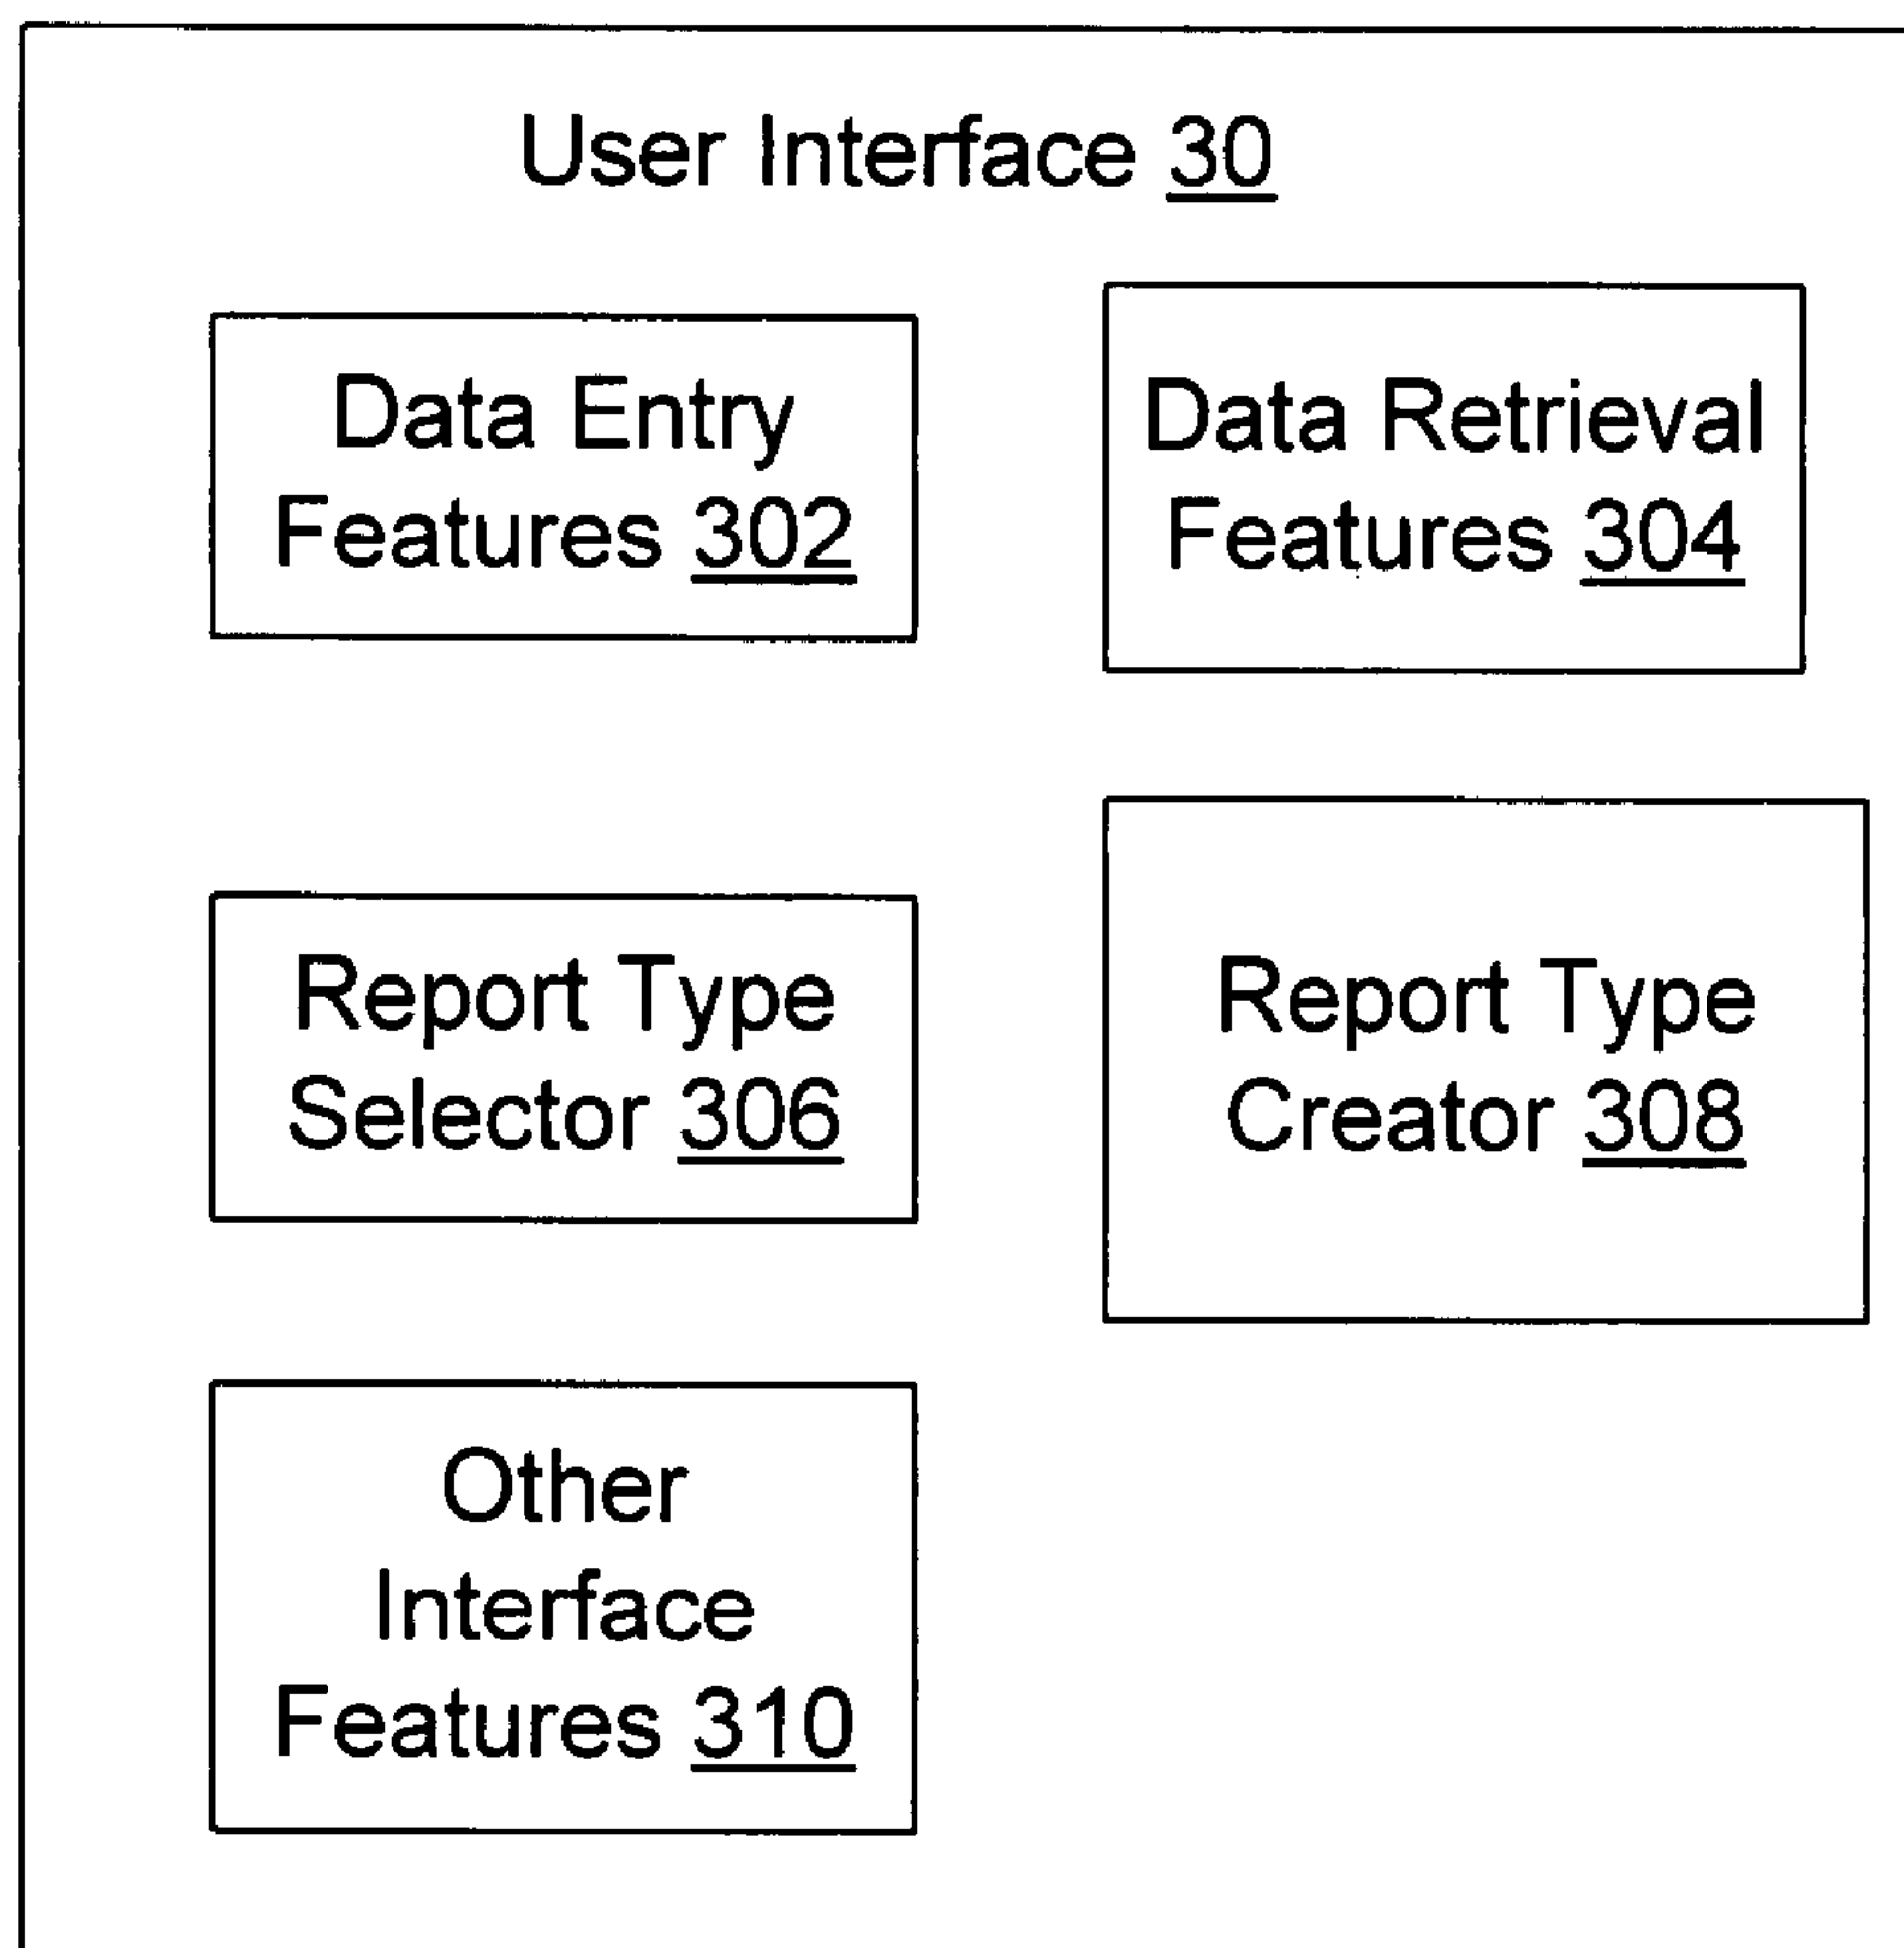 User Interface 30
Data Entry
Features 302
Data Retrieval
Features 304
Report Type
Selector 306
Report Type
Creator 308
Other
Interface
Features 310